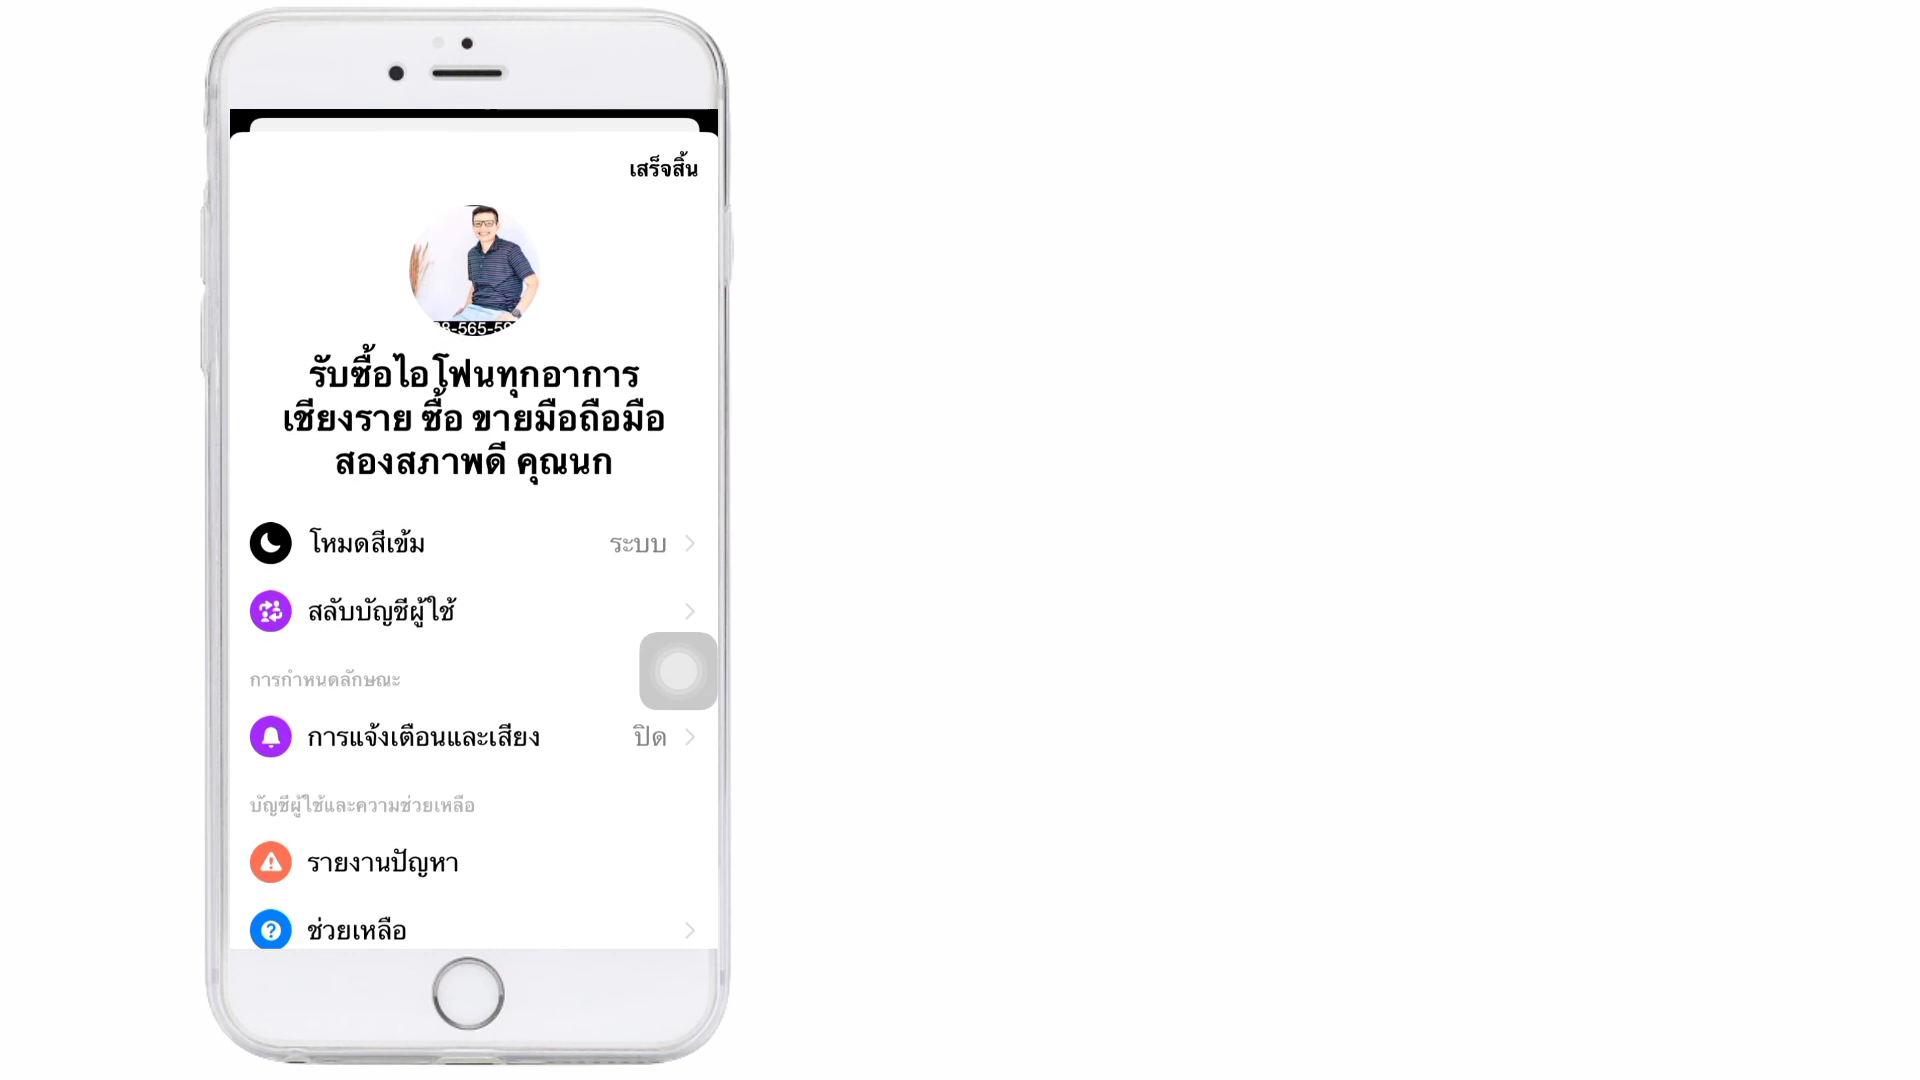 เสร็จสิ้น
8-565-59
รับซื้อไอโฟนทุกอาการ
เชียงราย ซื้อ ขายมือถือมือ
สองสภาพดี คุณนก
โหมดสีเข้ม ระบบ
สลับบัญชีผู้ใช้
การกำหนดลักษณะ
การแจ้งเตือนและเสียง ปิด
บัญชีผู้ใช้และความช่วยเหลือ
รายงานปัญหา
ช่วยเหลือ